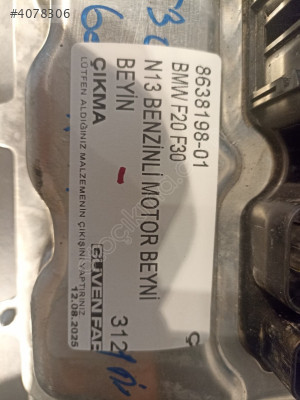 #4078306
8638198-01
BMW F20 F30
N13 BENZİNLİ MOTOR BEYNİ
BEYİN
ÇIKMA
LÜTFEN ALDIĞINIZ MALZEMENİN ÇIKIŞINI YAPTIRINIZ.
GÜVEN
12.08.2025
312
Ç